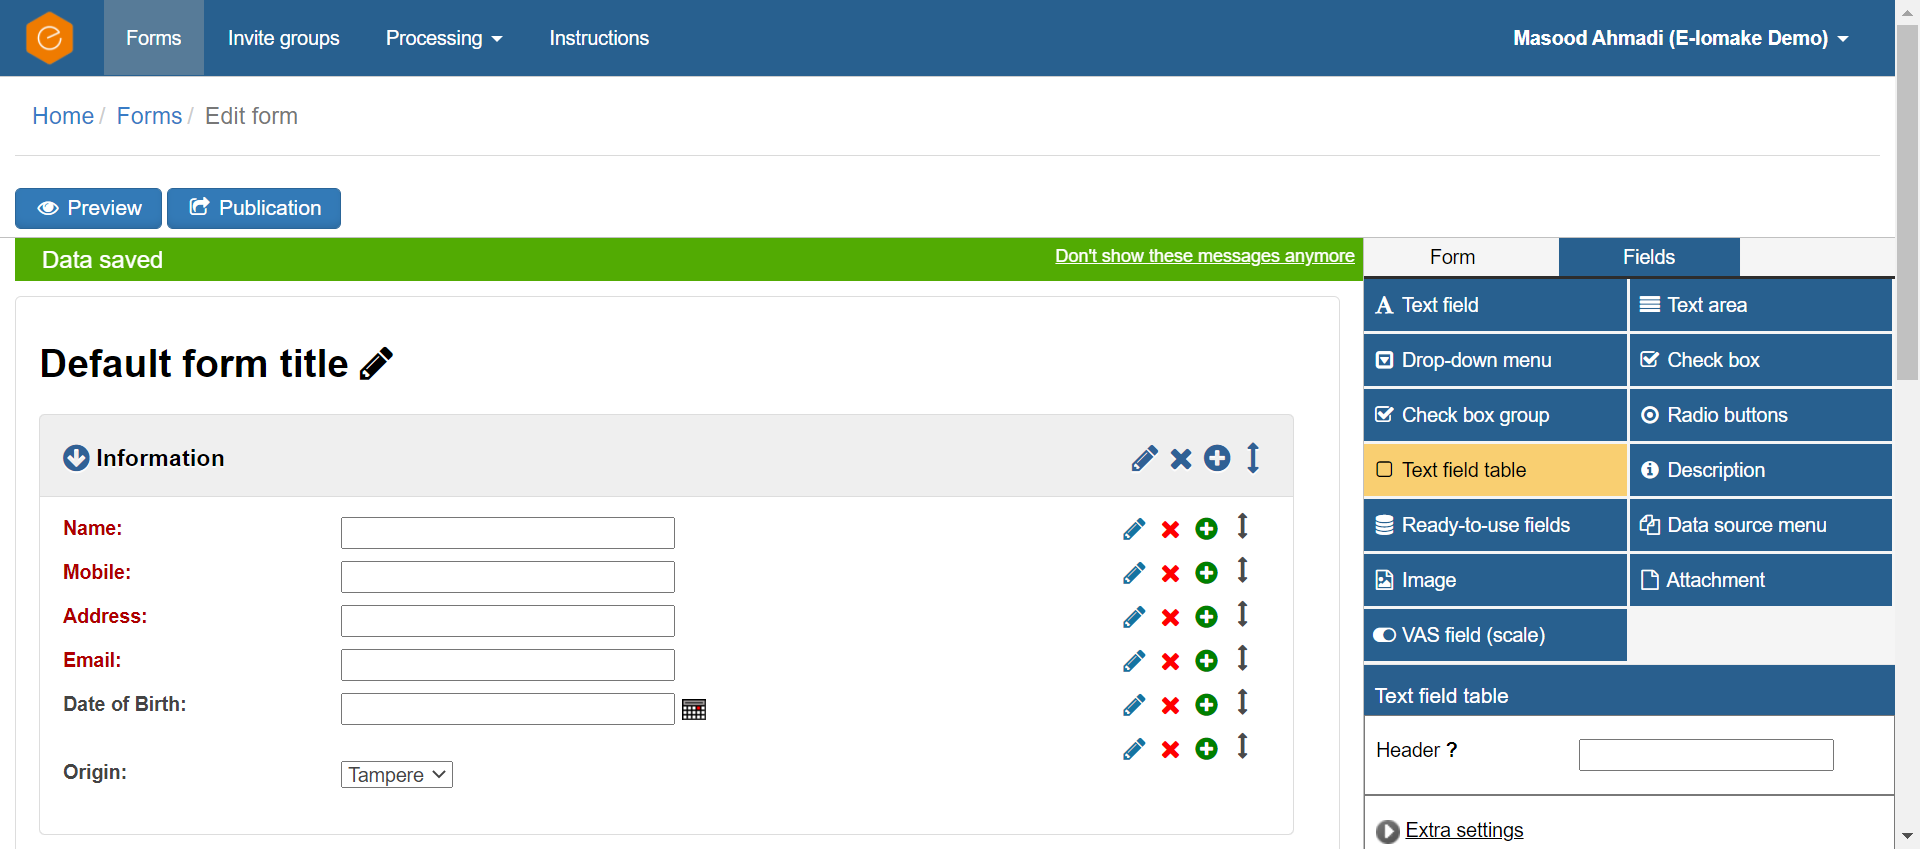 Forms Invite groups Processing Instructions Masood Ahmadi (E-lomake Demo)
Home / Forms / Edit form
Preview Publication
Data saved Don't show these messages anymore
Form Fields
Default form title
Information
Name:
Mobile:
Address:
Email:
Date of Birth:
Origin: Tampere
Text field Text area
Drop-down menu Check box
Check box group Radio buttons
Text field table Description
Ready-to-use fields Data source menu
Image Attachment
VAS field (scale)
Text field table
Header ?
Extra settings